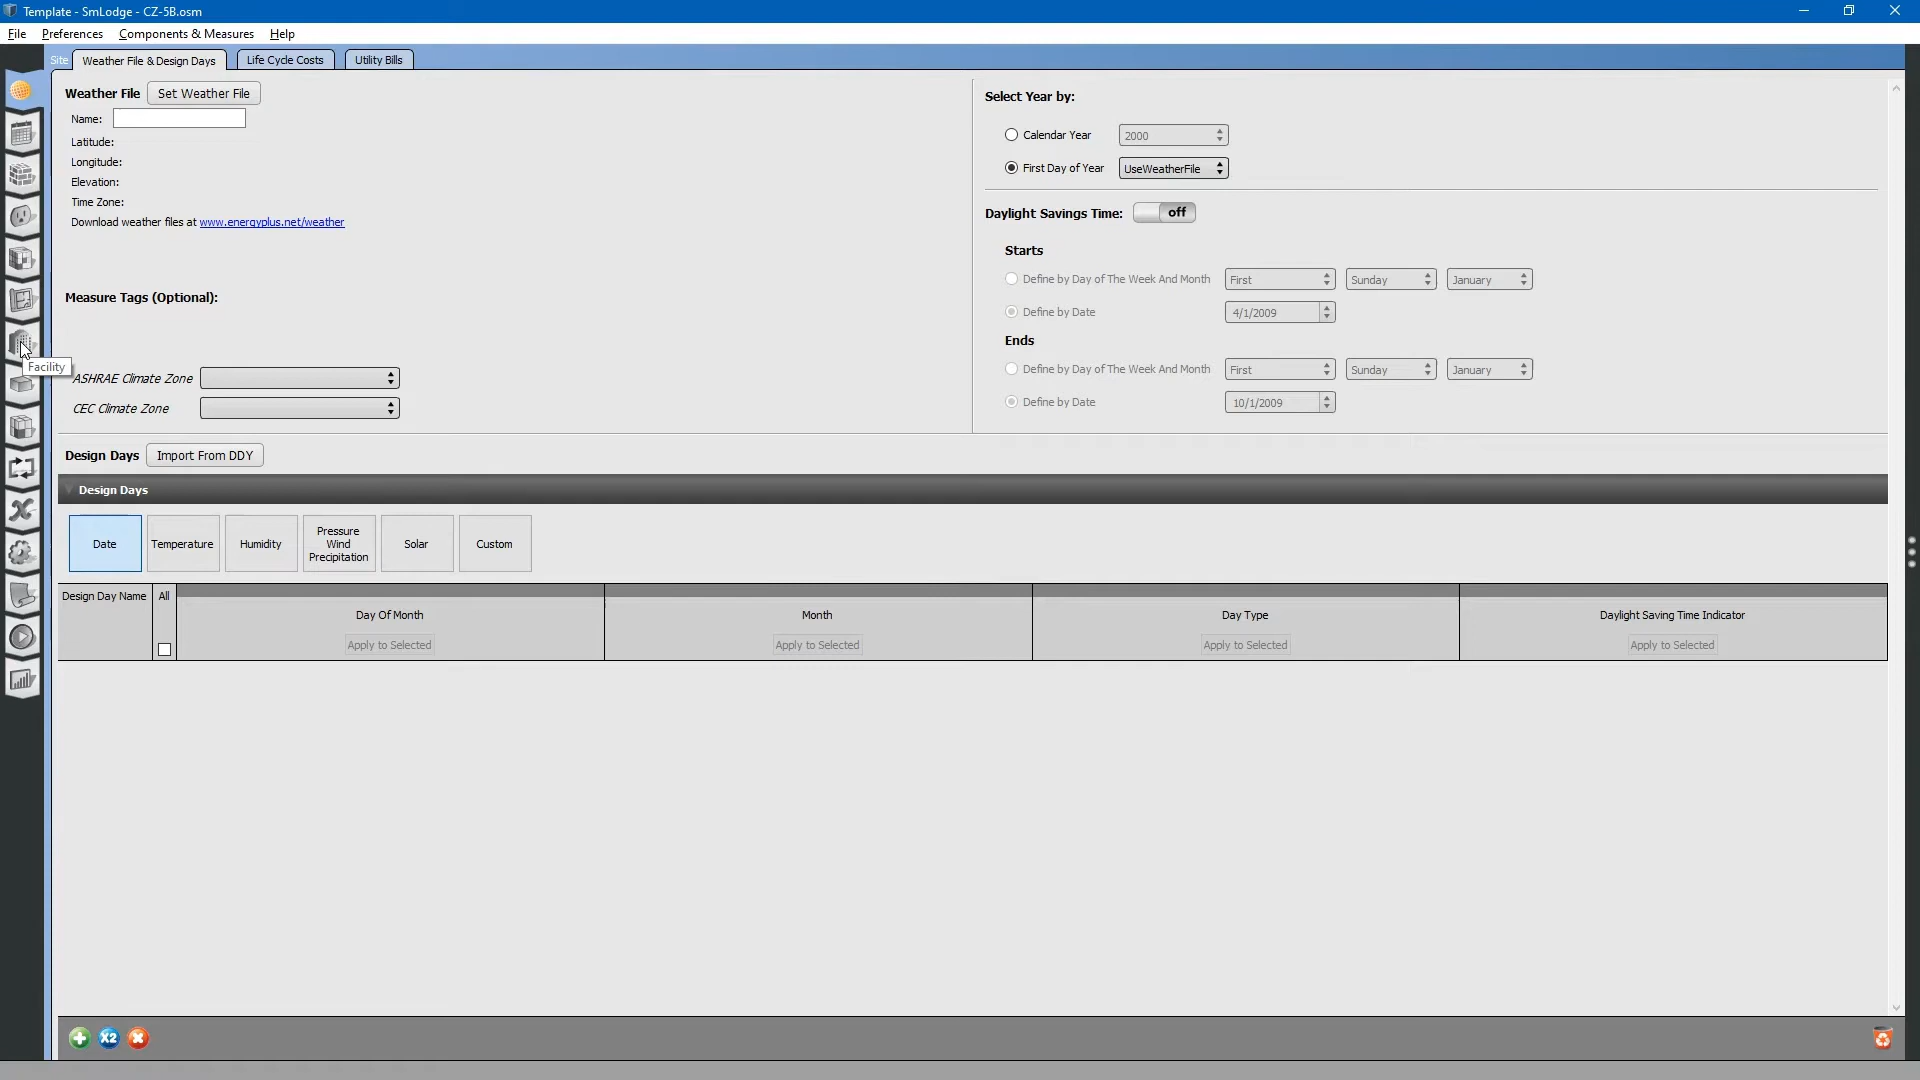 Template - SmLodge - CZ-5B.osm
File Preferences Components & Measures Help
Site Weather File & Design Days Life Cycle Costs Utility Bills
Weather File Set Weather File
Name:
Latitude:
Longitude:
Elevation:
Time Zone:
Download weather files at www.energyplus.net/weather
Measure Tags (Optional):
Facility
ASHRAE Climate Zone
CEC Climate Zone
Select Year by:
Calendar Year 2000
First Day of Year UseWeatherFile
Daylight Savings Time: off
Starts
Define by Day of The Week And Month First Sunday January
Define by Date 4/1/2009
Ends
Define by Day of The Week And Month First Sunday January
Define by Date 10/1/2009
Design Days Import From DDY
Design Days
Date Temperature Humidity Pressure Wind Precipitation Solar Custom
Design Day Name All Day Of Month Month Day Type Daylight Saving Time Indicator
Apply to Selected Apply to Selected Apply to Selected Apply to Selected
X2